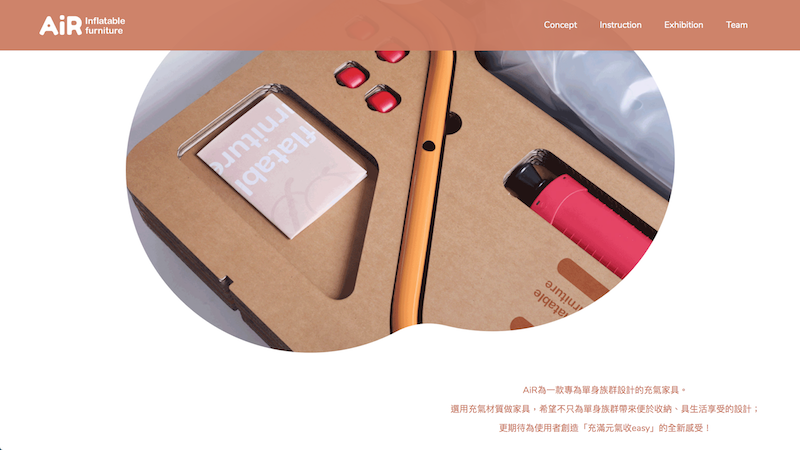 AiR Inflatable
furniture
Concept Instruction Exhibition Team
flatabl
rniture
flatable
rniture
AiR為一款專為單身族群設計的充氣家具。
選用充氣材質做家具，希望不只為單身族群帶來便於收納、具生活享受的設計；
更期待為使用者創造「充滿元氣收easy」的全新感受！